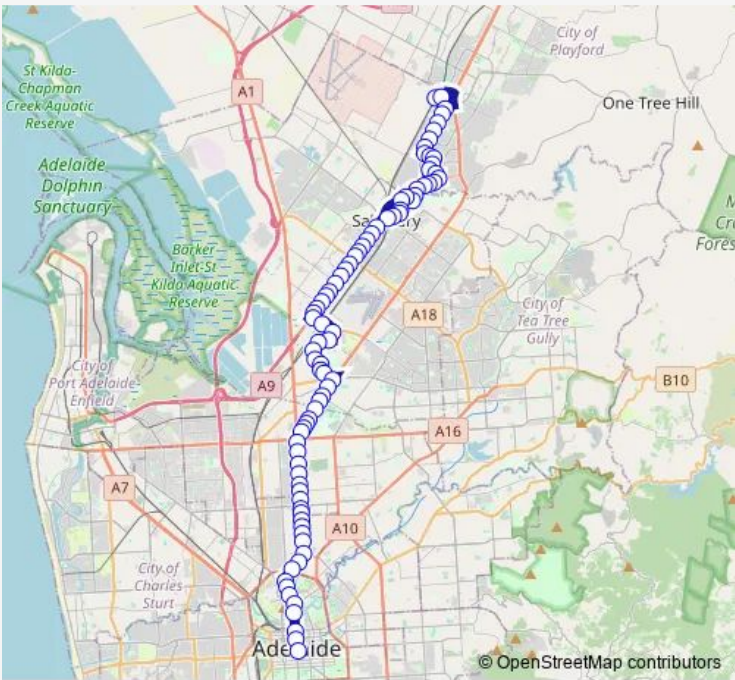 City of
Playford
St Kilda-
Chapman
Creek Aquatic
Reserve
A1
One Tree Hill
Adelaide
Dolphin
Sanctuary
Barker
Inlet-St
Kilda Aquatic
Reserve
A18
City of
Tea Tree
Gully
City of
Port Adelaide
Enfield
A9
B10
A16
A7
A10
City of
Charles
Sturt
Adelaide
© OpenStreetMap contributors